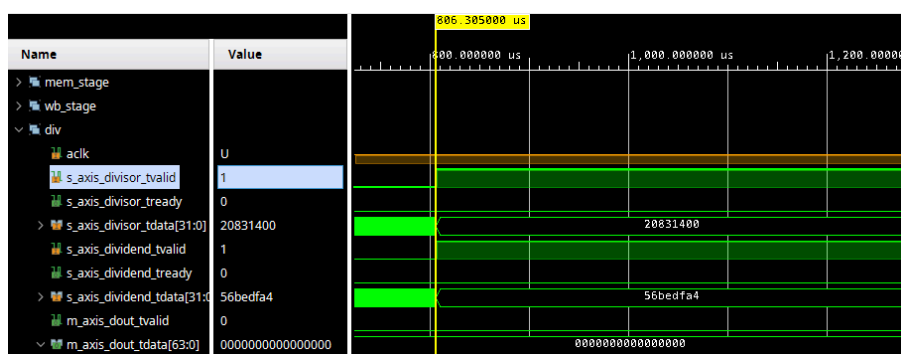 806.305000 us
Name Value
800.000000 us 1,000.000000 us 1,200.0000
mem_stage
wb_stage
div
aclk U
s_axis_divisor_tvalid 1
s_axis_divisor_tready 0
s_axis_divisor_tdata[31:0] 20831400 20831400
s_axis_dividend_tvalid 1
s_axis_dividend_tready 0
s_axis_dividend_tdata[31:0 56bedfa4 56bedfa4
m_axis_dout_tvalid 0
m_axis_dout_tdata[63:0] 0000000000000000 0000000000000000